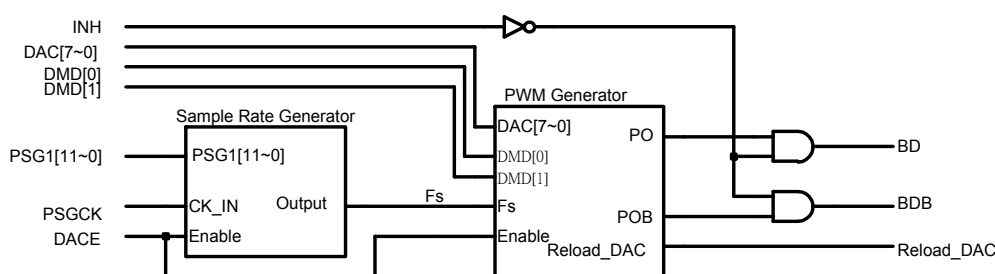 INH
DAC[7~0]
DMD[0]
DMD[1]
PWM Generator
Sample Rate Generator
DAC[7~0]
PO
BD
PSG1[11~0]
PSG1[11~0]
DMD[0]
DMD[1]
Fs
PSGCK
CK_IN
Output
Fs
POB
BDB
DACE
Enable
Enable
Reload_DAC
Reload_DAC